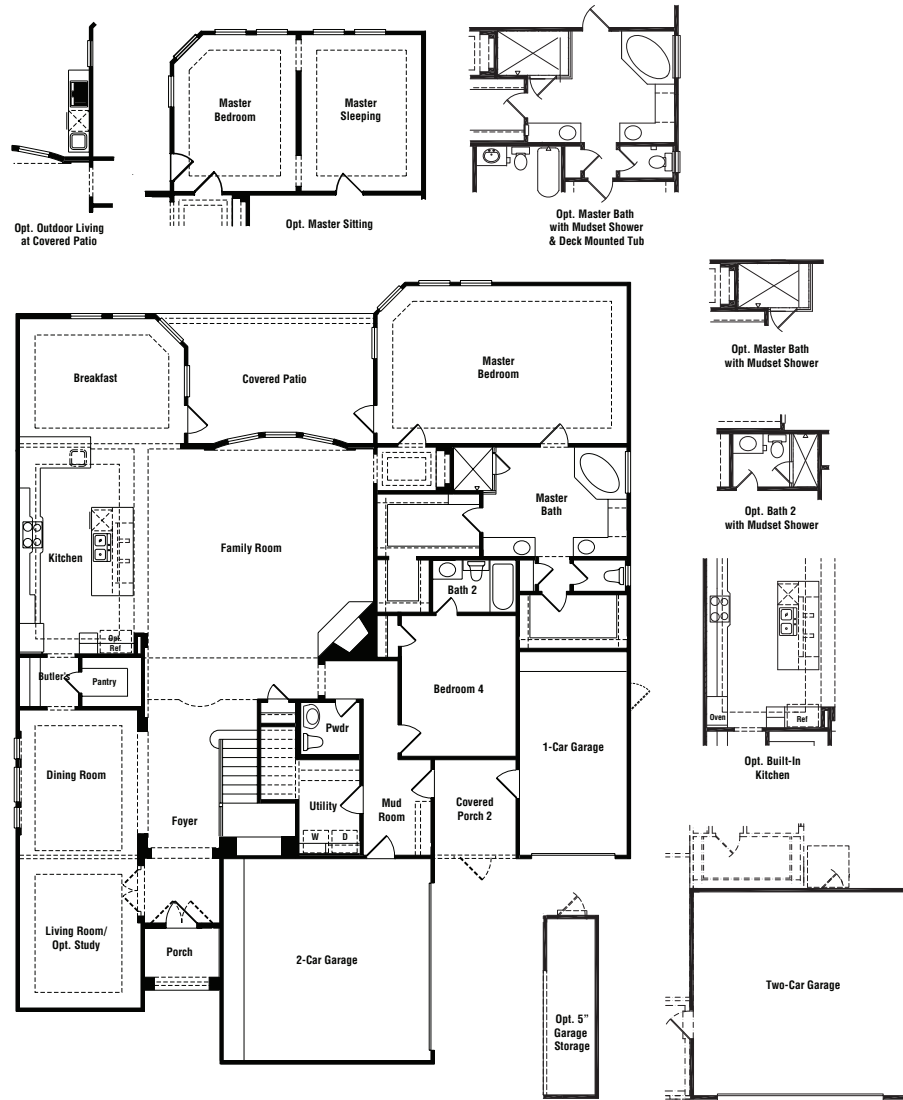 Master
Bedroom
Master
Sleeping
Opt. Outdoor Living
at Covered Patio
Opt. Master Sitting
Opt. Master Bath
with Mudset Shower
& Deck Mounted Tub
Opt. Master Bath
with Mudset Shower
Breakfast
Covered Patio
Master
Bedroom
Opt. Bath 2
with Mudset Shower
Kitchen
Family Room
Master
Bath
Bath 2
Opt.
Ref
Butler's
Pantry
Bedroom 4
Oven
Ref
Opt. Built-In
Kitchen
Pwdr
1-Car Garage
Dining Room
Foyer
Utility
W
D
Mud
Room
Covered
Porch 2
Living Room/
Opt. Study
Porch
2-Car Garage
Opt. 5"
Garage
Storage
Two-Car Garage